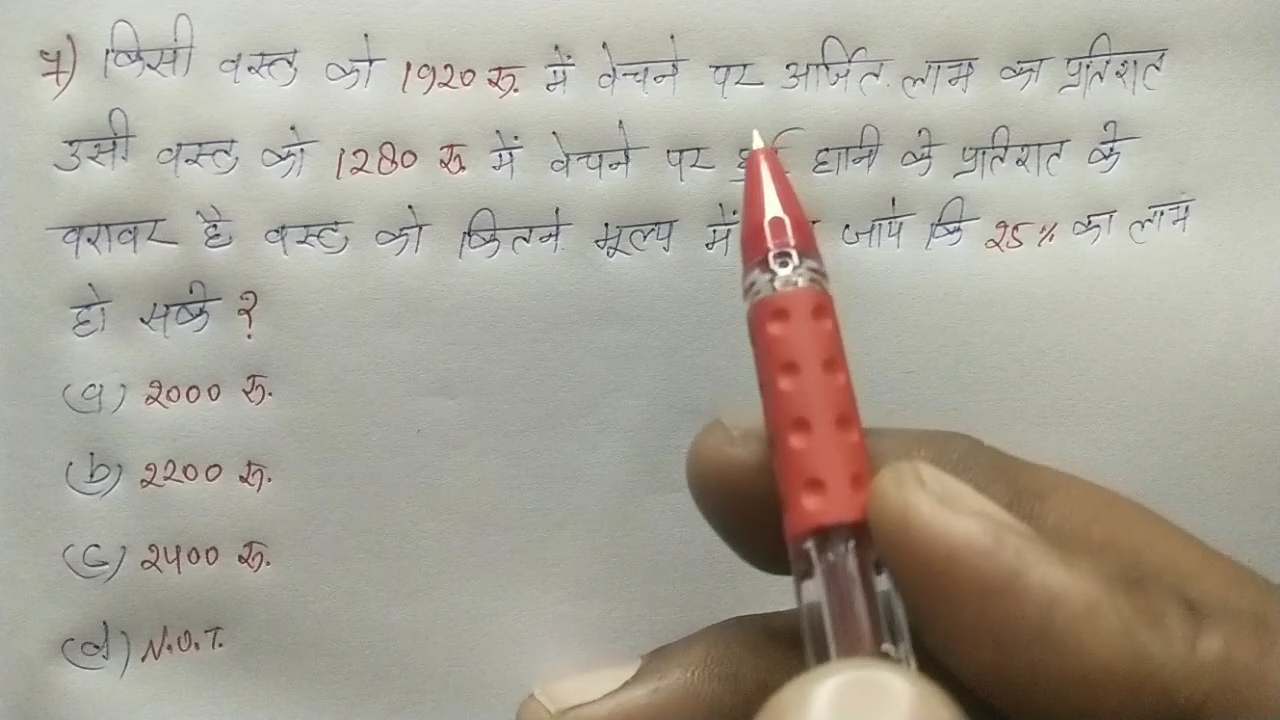 7) किसी वस्तु को 1920 रु. में बेचने पर अर्जित लाभ का प्रतिशत
उसी वस्तु को 1280 रु. में बेचने पर हानी के प्रतिशत के
बराबर है वस्तु को कितने मूल्य में जाये कि 25% का लाभ
हो सके ?
(a) 2000 रु.
(b) 2200 रु.
(c) 2400 रु.
(d) N.O.T.